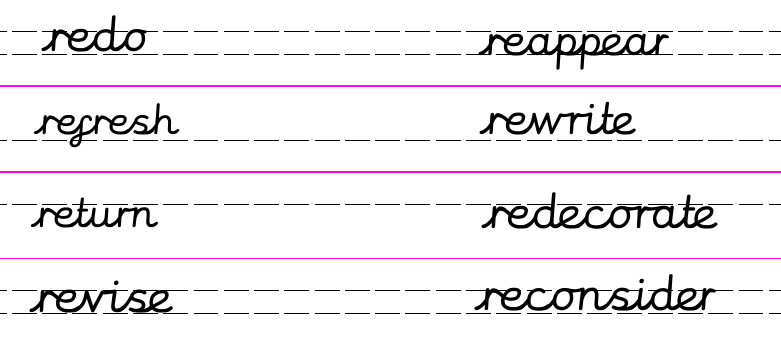 redo reappear
refresh rewrite
return redecorate
revise reconsider